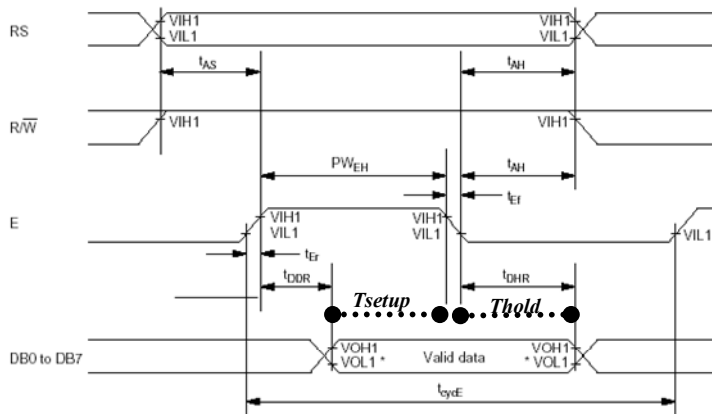 RS
VIH1
VIL1
VIH1
VIL1
tAS
tAH
R/W
VIH1
VIH1
PWEH
tAH
tEf
E
VIH1
VIL1
VIH1
VIL1
VIL1
tEr
tDDR
tDHR
Tsetup
Thold
DB0 to DB7
VOH1
VOL1 *
Valid data
VOH1
* VOL1
tcycE